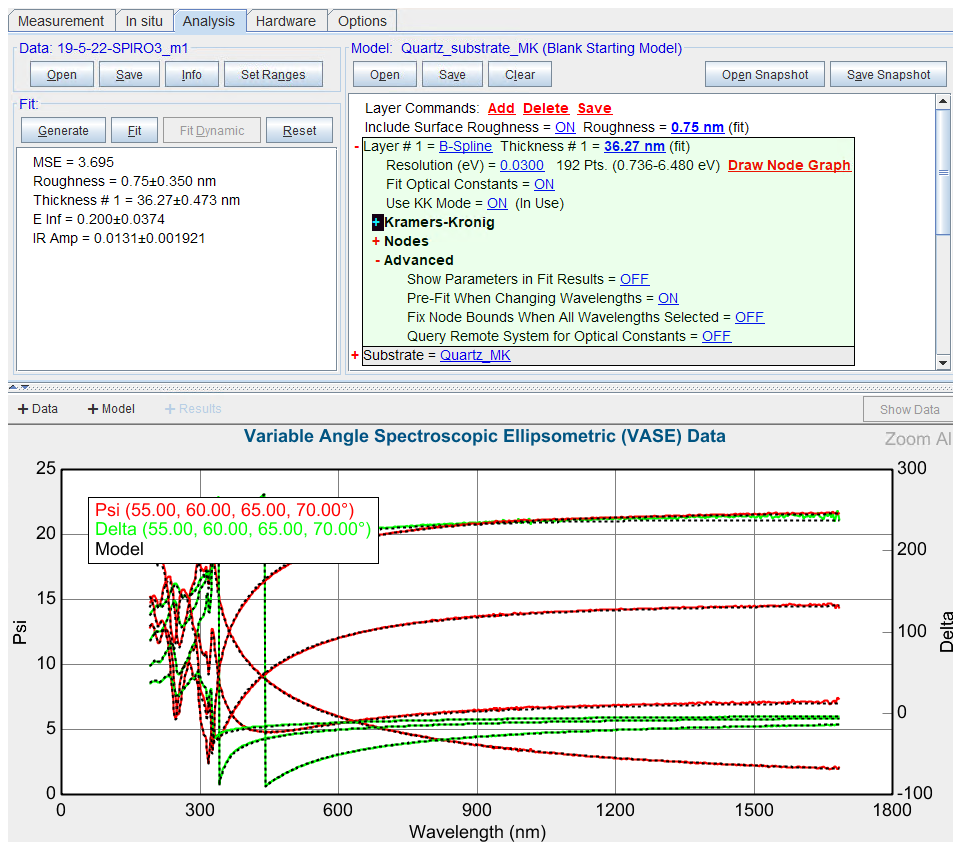 Measurement In situ Analysis Hardware Options
Data: 19-5-22-SPIRO3_m1
Open Save Info Set Ranges
Fit:
Generate Fit Fit Dynamic Reset
MSE = 3.695
Roughness = 0.75±0.350 nm
Thickness # 1 = 36.27±0.473 nm
E Inf = 0.200±0.0374
IR Amp = 0.0131±0.001921
Model: Quartz_substrate_MK (Blank Starting Model)
Open Save Clear Open Snapshot Save Snapshot
Layer Commands: Add Delete Save
Include Surface Roughness = ON Roughness = 0.75 nm (fit)
- Layer # 1 = B-Spline Thickness # 1 = 36.27 nm (fit)
Resolution (eV) = 0.0300 192 Pts. (0.736-6.480 eV) Draw Node Graph
Fit Optical Constants = ON
Use KK Mode = ON (In Use)
+ Kramers-Kronig
+ Nodes
- Advanced
Show Parameters in Fit Results = OFF
Pre-Fit When Changing Wavelengths = ON
Fix Node Bounds When All Wavelengths Selected = OFF
Query Remote System for Optical Constants = OFF
+ Substrate = Quartz_MK
+ Data + Model + Results Show Data
Variable Angle Spectroscopic Ellipsometric (VASE) Data
Zoom Al
Psi (55.00, 60.00, 65.00, 70.00°)
Delta (55.00, 60.00, 65.00, 70.00°)
Model
25
20
15
10
5
0
Psi
300
200
100
0
-100
Delta
0 300 600 900 1200 1500 1800
Wavelength (nm)